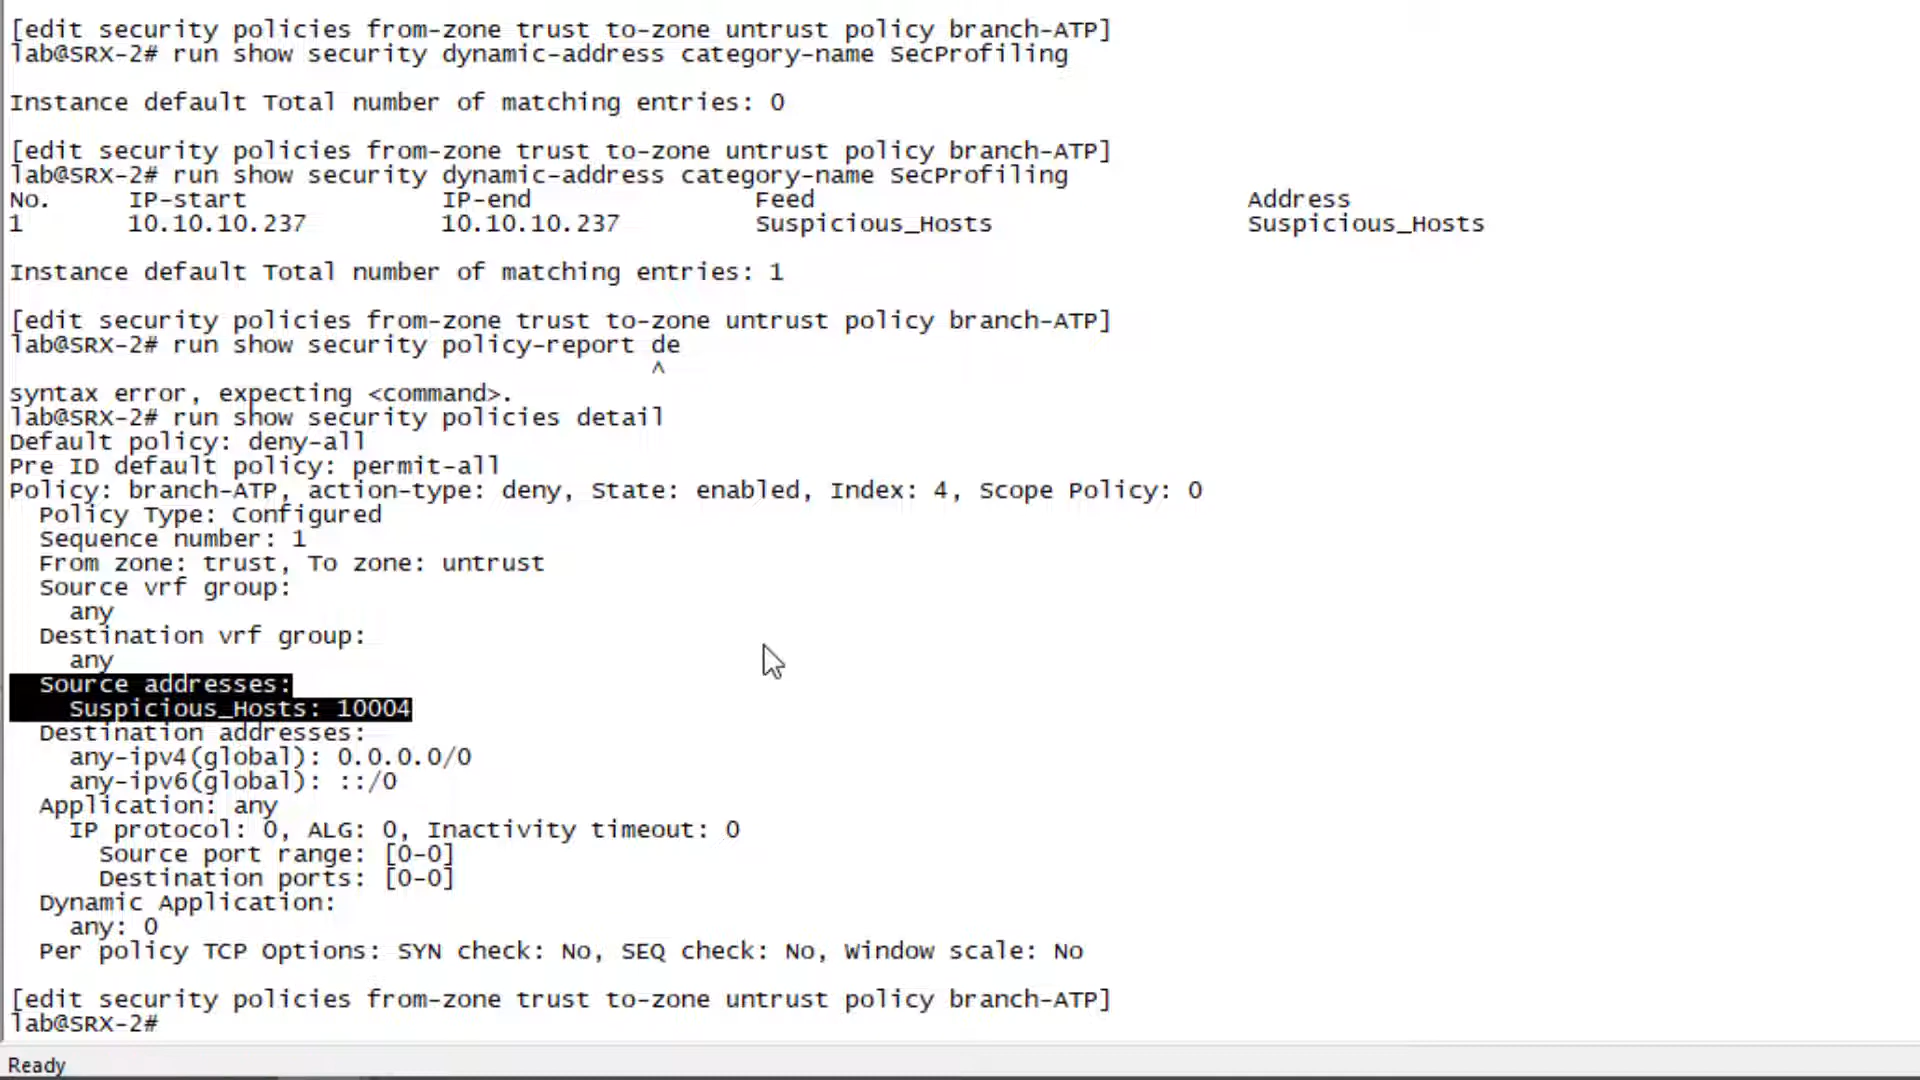 [edit security policies from-zone trust to-zone untrust policy branch-ATP]
lab@SRX-2# run show security dynamic-address category-name SecProfiling
Instance default Total number of matching entries: 0
[edit security policies from-zone trust to-zone untrust policy branch-ATP]
lab@SRX-2# run show security dynamic-address category-name SecProfiling
No. IP-start IP-end Feed Address
1 10.10.10.237 10.10.10.237 Suspicious_Hosts Suspicious_Hosts
Instance default Total number of matching entries: 1
[edit security policies from-zone trust to-zone untrust policy branch-ATP]
lab@SRX-2# run show security policy-report de
^
syntax error, expecting <command>.
lab@SRX-2# run show security policies detail
Default policy: deny-all
Pre ID default policy: permit-all
Policy: branch-ATP, action-type: deny, State: enabled, Index: 4, Scope Policy: 0
Policy Type: Configured
Sequence number: 1
From zone: trust, To zone: untrust
Source vrf group:
any
Destination vrf group:
any
Source addresses:
Suspicious_Hosts: 10004
Destination addresses:
any-ipv4(global): 0.0.0.0/0
any-ipv6(global): ::/0
Application: any
IP protocol: 0, ALG: 0, Inactivity timeout: 0
Source port range: [0-0]
Destination ports: [0-0]
Dynamic Application:
any: 0
Per policy TCP Options: SYN check: No, SEQ check: No, Window scale: No
[edit security policies from-zone trust to-zone untrust policy branch-ATP]
lab@SRX-2#
Ready